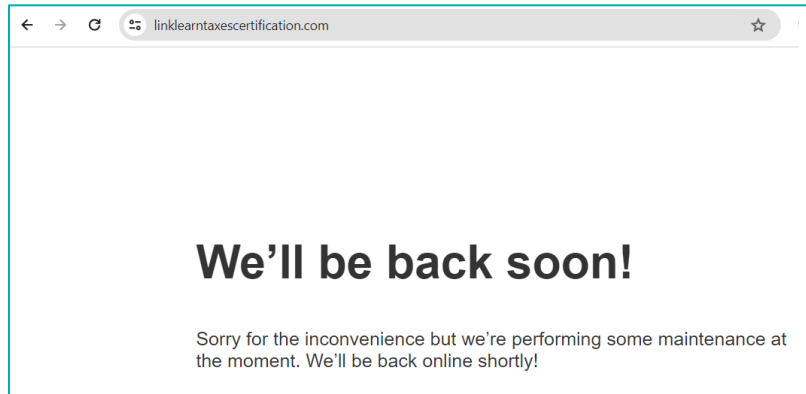 linklearntaxescertification.com
We’ll be back soon!
Sorry for the inconvenience but we’re performing some maintenance at
the moment. We’ll be back online shortly!